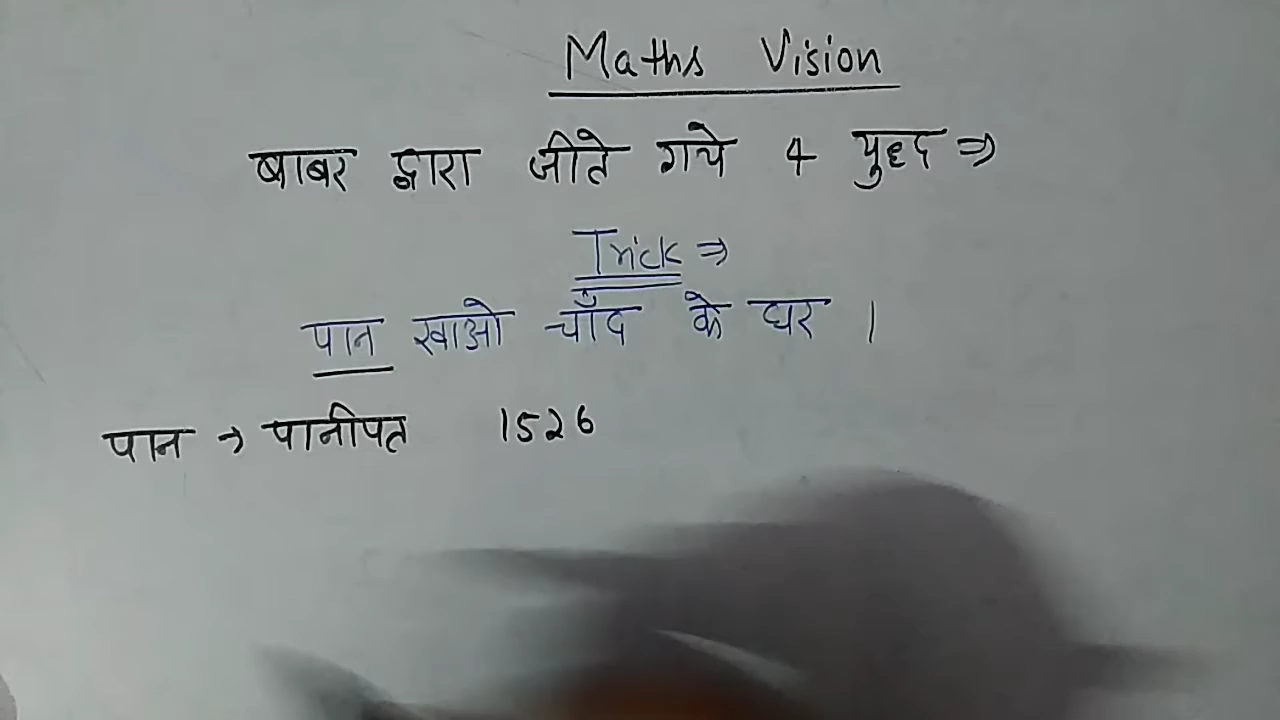 Maths Vision
बाबर द्वारा जीते गये 4 युद्द ⇒
Trick ⇒
पान खाओ चाँद के घर ।
पान → पानीपत 1526